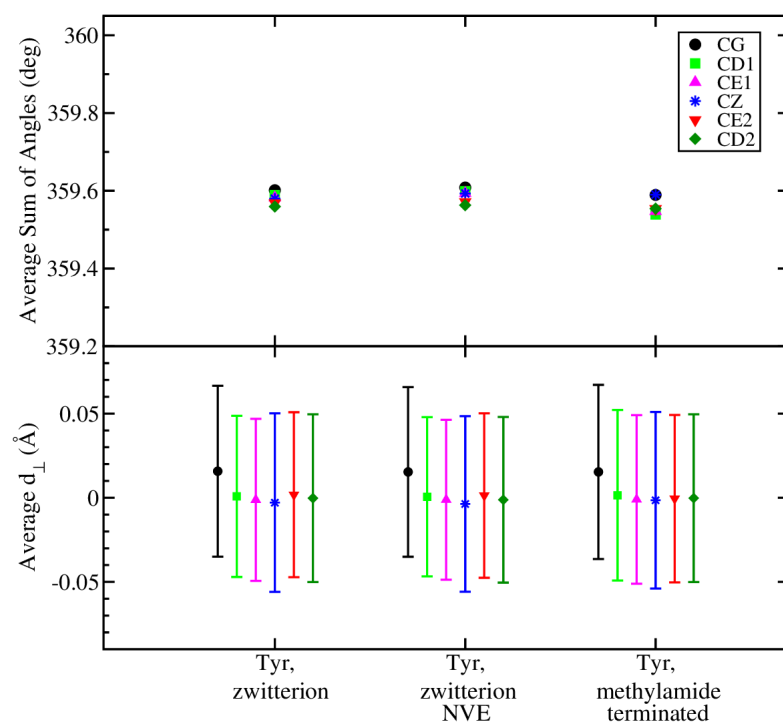 360
359.8
359.6
359.4
359.2
Average Sum of Angles (deg)
CG
CD1
CE1
CZ
CE2
CD2
0.05
0
-0.05
Average d⊥ (Å)
Tyr,
zwitterion
Tyr,
zwitterion
NVE
Tyr,
methylamide
terminated